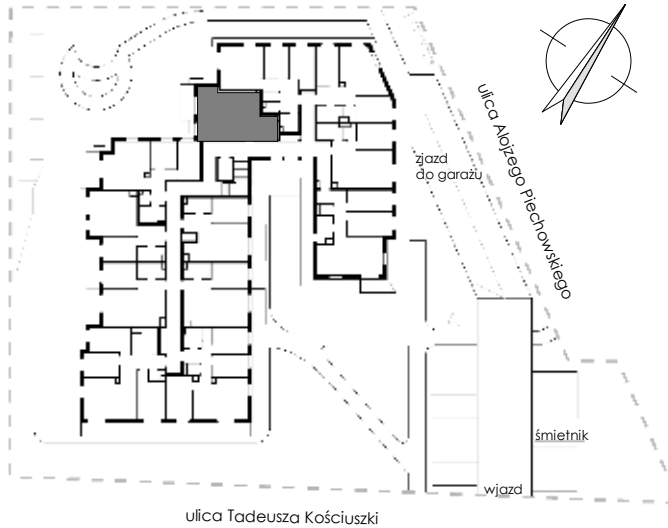 ulica Alojzego Piechowskiego
zjazd
do garażu
śmietnik
wjazd
ulica Tadeusza Kościuszki